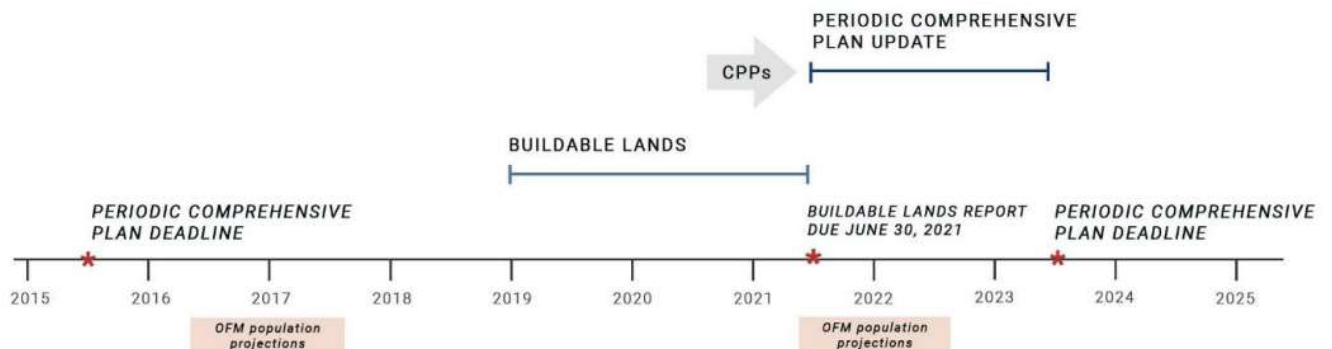 PERIODIC COMPREHENSIVE
PLAN UPDATE
CPPs
BUILDABLE LANDS
PERIODIC COMPREHENSIVE
PLAN DEADLINE
BUILDABLE LANDS REPORT
DUE JUNE 30, 2021
PERIODIC COMPREHENSIVE
PLAN DEADLINE
2015 2016 2017 2018 2019 2020 2021 2022 2023 2024 2025
OFM population
projections
OFM population
projections